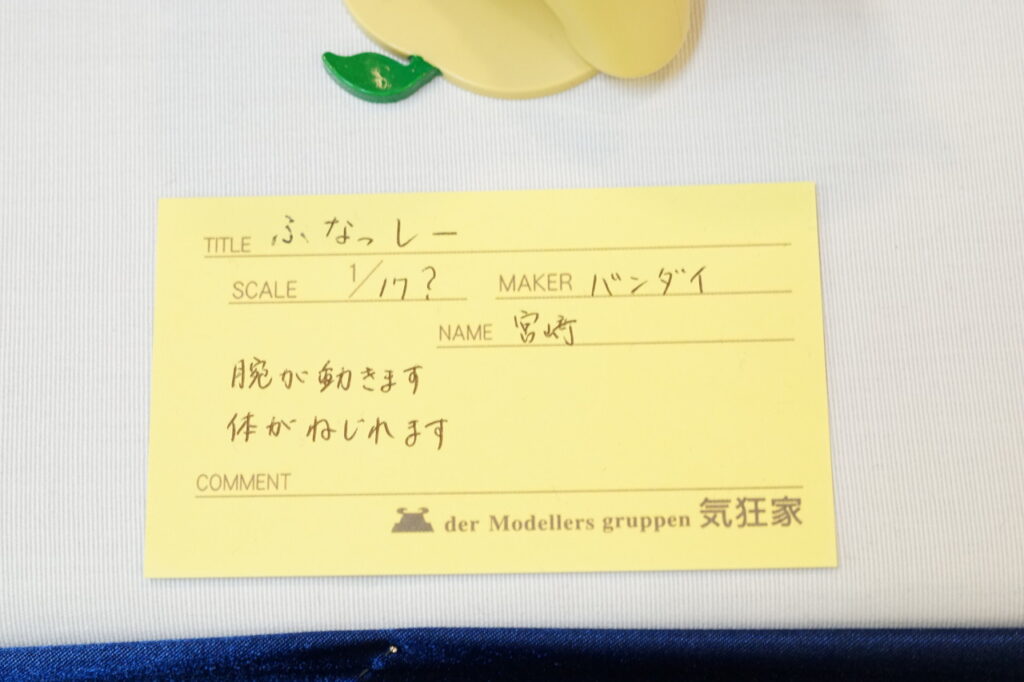 TITLE ふなっしー
SCALE 1/17? MAKER バンダイ
NAME 宮崎
腕が動きます
体がねじれます
COMMENT
der Modellers gruppen 気狂家